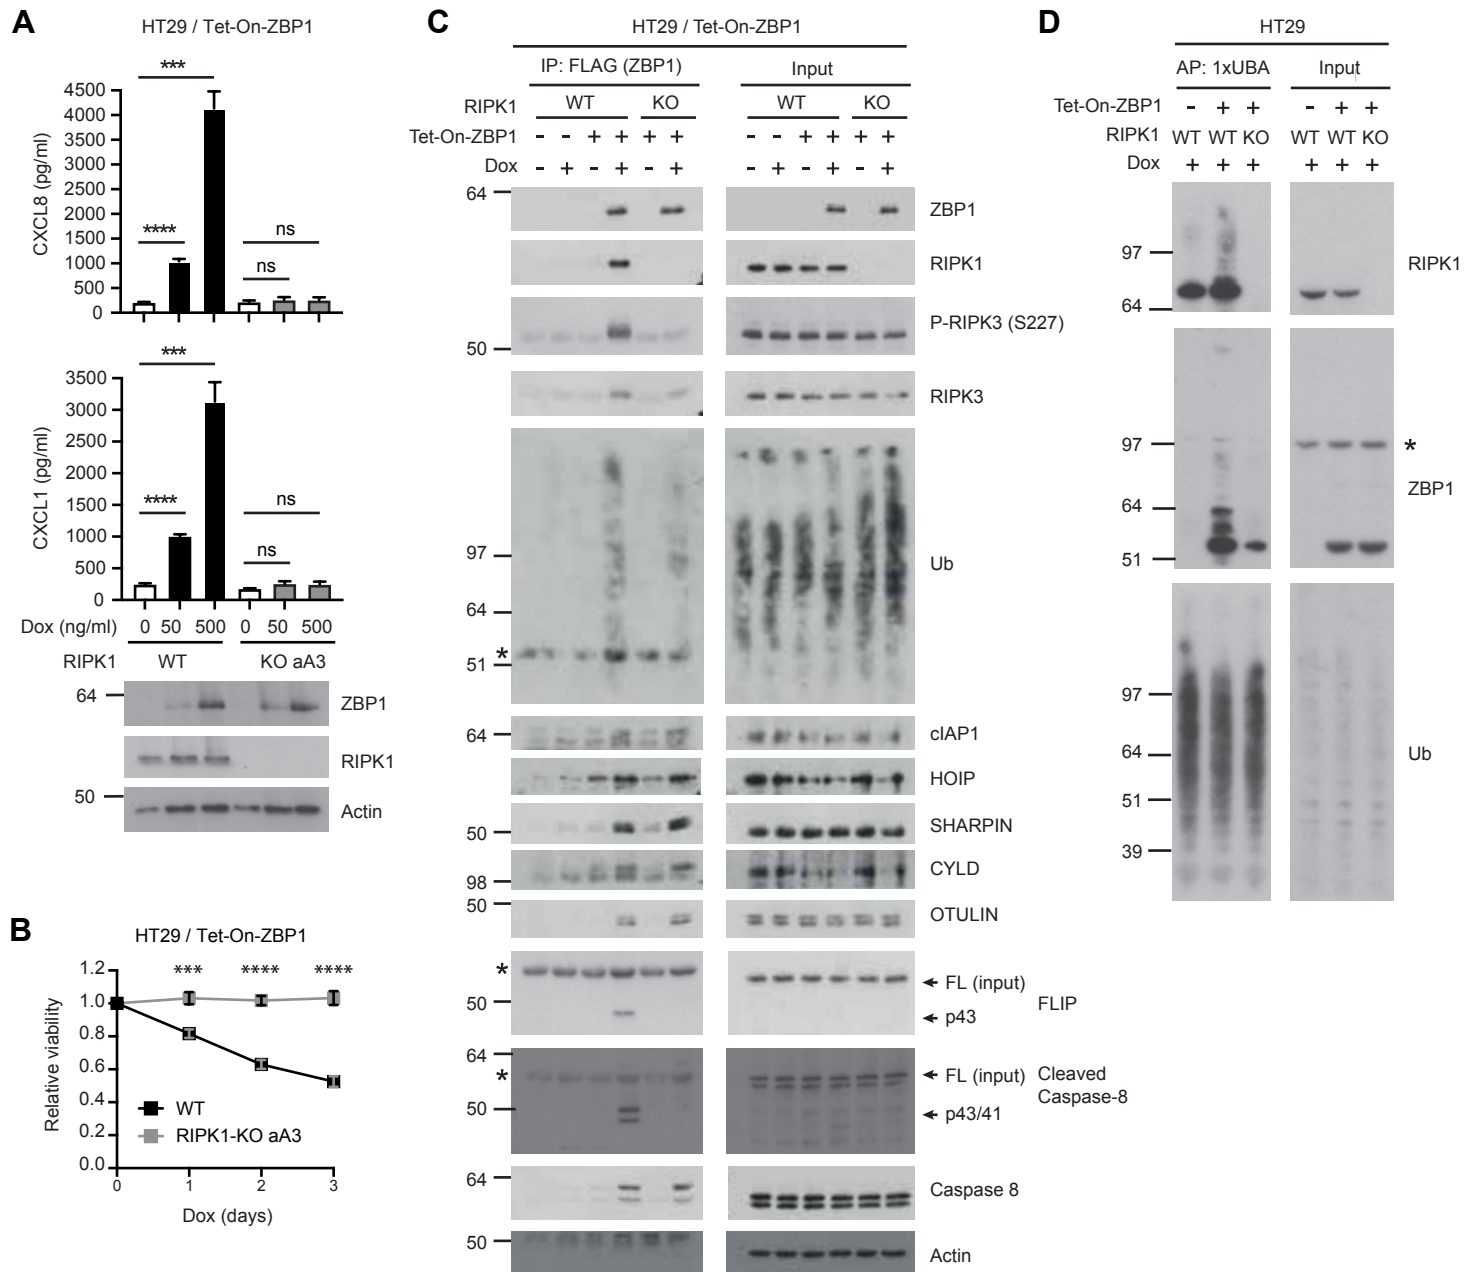 A
HT29 / Tet-On-ZBP1
CXCL8 (pg/ml)
4500
4000
3500
3000
2500
2000
1500
1000
500
0
***
****
ns
ns
CXCL1 (pg/ml)
3500
3000
2500
2000
1500
1000
500
0
***
****
ns
ns
Dox (ng/ml) 0 50 500 0 50 500
RIPK1 WT KO aA3
64 ZBP1
RIPK1
50 Actin
B
HT29 / Tet-On-ZBP1
Relative viability
1.2
1.0
0.8
0.6
0.4
0.2
0.0
*** **** ****
WT
RIPK1-KO aA3
0 1 2 3
Dox (days)
C
HT29 / Tet-On-ZBP1
IP: FLAG (ZBP1) Input
RIPK1 WT KO WT KO
Tet-On-ZBP1 - - + + + + - - + + + +
Dox - + - + - + - + - + - +
64 ZBP1
RIPK1
P-RIPK3 (S227)
50
RIPK3
97
Ub
64
*
51
64 cIAP1
HOIP
50 SHARPIN
CYLD
98
50 OTULIN
*
FL (input)
50 FLIP
p43
64
* FL (input) Cleaved
Caspase-8
50 p43/41
64 Caspase 8
50 Actin
D
HT29
AP: 1xUBA Input
Tet-On-ZBP1 - + + - + +
RIPK1 WT WT KO WT WT KO
Dox + + + + + +
97 RIPK1
64
97 *
ZBP1
64
51
97
64 Ub
51
39